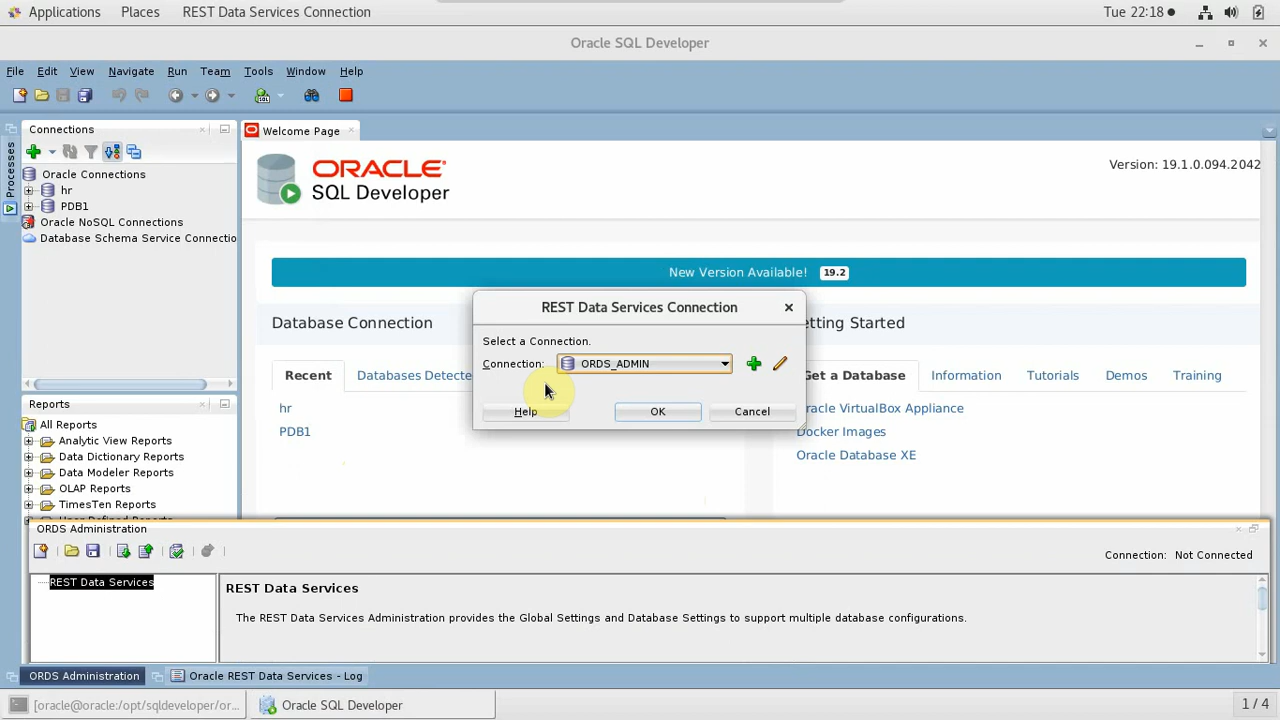 Applications Places REST Data Services Connection Tue 22:18
Oracle SQL Developer
File Edit View Navigate Run Team Tools Window Help
Connections
Processes
Oracle Connections
hr
PDB1
Oracle NoSQL Connections
Database Schema Service Connectio
Reports
All Reports
Analytic View Reports
Data Dictionary Reports
Data Modeler Reports
OLAP Reports
TimesTen Reports
Welcome Page
ORACLE
SQL Developer
Version: 19.1.0.094.2042
New Version Available! 19.2
Database Connection
Recent Databases Detecte
hr
PDB1
etting Started
Get a Database Information Tutorials Demos Training
Oracle VirtualBox Appliance
Docker Images
Oracle Database XE
REST Data Services Connection
Select a Connection.
Connection: ORDS_ADMIN
Help OK Cancel
ORDS Administration
Connection: Not Connected
REST Data Services
REST Data Services
The REST Data Services Administration provides the Global Settings and Database Settings to support multiple database configurations.
ORDS Administration Oracle REST Data Services - Log
[oracle@oracle:/opt/sqldeveloper/or... Oracle SQL Developer 1 / 4